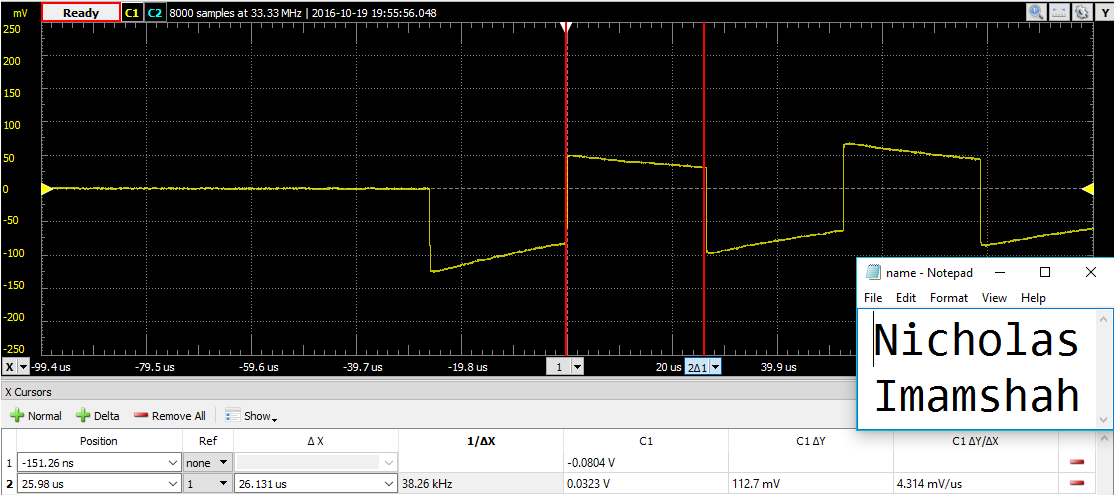 mV Ready C1 C2 8000 samples at 33.33 MHz | 2016-10-19 19:55:56.048 Y
250
200
150
100
50
0
-50
-100
-150
-200
-250
X -99.4 us -79.5 us -59.6 us -39.7 us -19.8 us 1 20 us 2Δ1 39.9 us
name - Notepad
File Edit Format View Help
Nicholas
Imamshah
X Cursors
Normal Delta Remove All Show
Position Ref Δ X 1/ΔX C1 C1 ΔY C1 ΔY/ΔX
1 -151.26 ns none -0.0804 V
2 25.98 us 1 26.131 us 38.26 kHz 0.0323 V 112.7 mV 4.314 mV/us